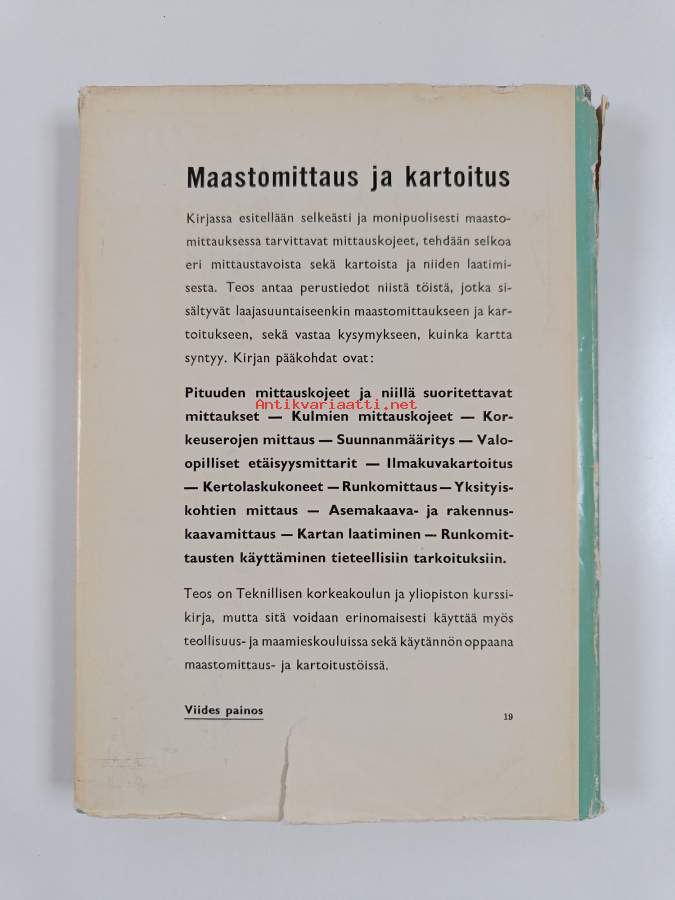 Maastomittaus ja kartoitus
Kirjassa esitellään selkeästi ja monipuolisesti maasto-
mittauksessa tarvittavat mittauskojeet, tehdään selkoa
eri mittaustavoista sekä kartoista ja niiden laatimi-
sesta. Teos antaa perustiedot niistä töistä, jotka si-
sältyvät laajasuuntaiseenkin maastomittaukseen ja kar-
toitukseen, sekä vastaa kysymykseen, kuinka kartta
syntyy. Kirjan pääkohdat ovat:
Pituuden mittauskojeet ja niillä suoritettavat
Antikvariaatti.net
mittaukset — Kulmien mittauskojeet — Kor-
keuserojen mittaus — Suunnanmääritys — Valo-
opilliset etäisyysmittarit — Ilmakuvakartoitus
— Kertolaskukoneet — Runkomittaus — Yksityis-
kohtien mittaus — Asemakaava- ja rakennus-
kaavamittaus — Kartan laatiminen — Runkomit-
tausten käyttäminen tieteellisiin tarkoituksiin.
Teos on Teknillisen korkeakoulun ja yliopiston kurssi-
kirja, mutta sitä voidaan erinomaisesti käyttää myös
teollisuus- ja maamieskouluissa sekä käytännön oppaana
maastomittaus- ja kartoitustöissä.
Viides painos
19